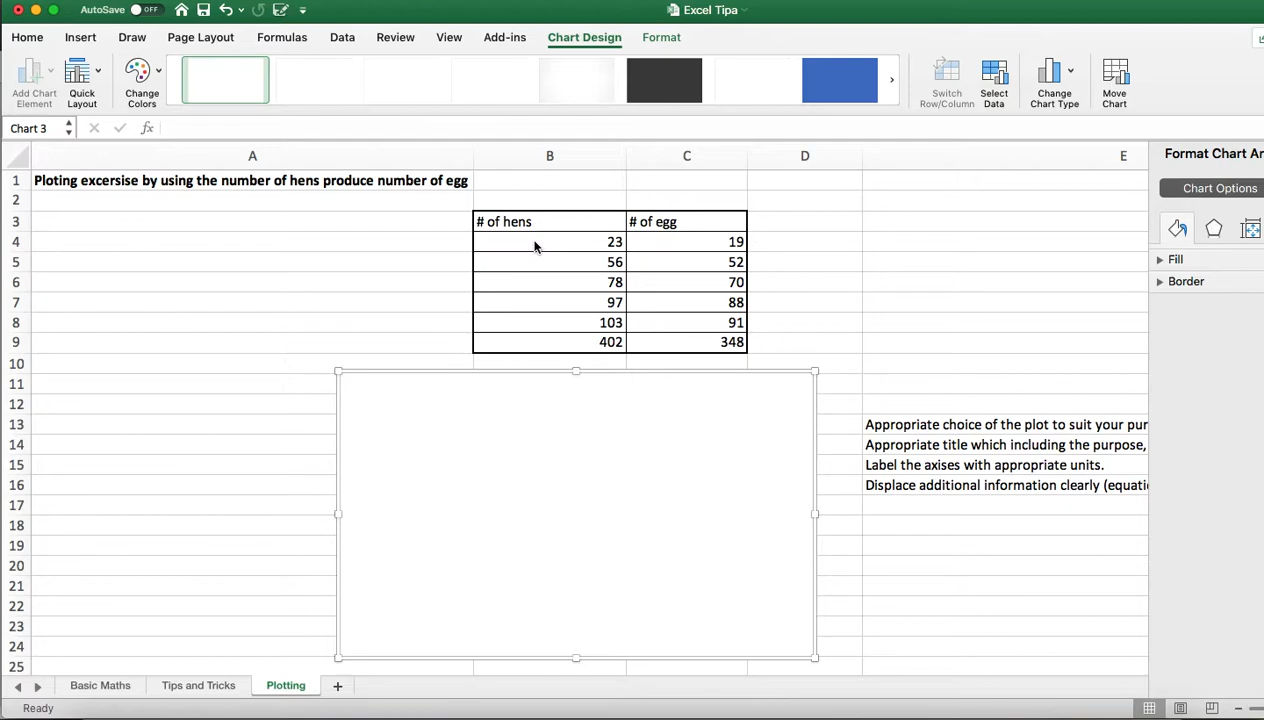 AutoSave OFF
Excel Tipa
Home Insert Draw Page Layout Formulas Data Review View Add-ins Chart Design Format
Add Chart Element
Quick Layout
Change Colors
Switch Row/Column
Select Data
Change Chart Type
Move Chart
Chart 3
fx
A B C D E
Format Chart Ar
Chart Options
Fill
Border
1 Ploting excersise by using the number of hens produce number of egg
2
3 # of hens # of egg
4 23 19
5 56 52
6 78 70
7 97 88
8 103 91
9 402 348
10
11
12
13 Appropriate choice of the plot to suit your pur
14 Appropriate title which including the purpose,
15 Label the axises with appropriate units.
16 Displace additional information clearly (equati
17
18
19
20
21
22
23
24
25
Basic Maths Tips and Tricks Plotting +
Ready